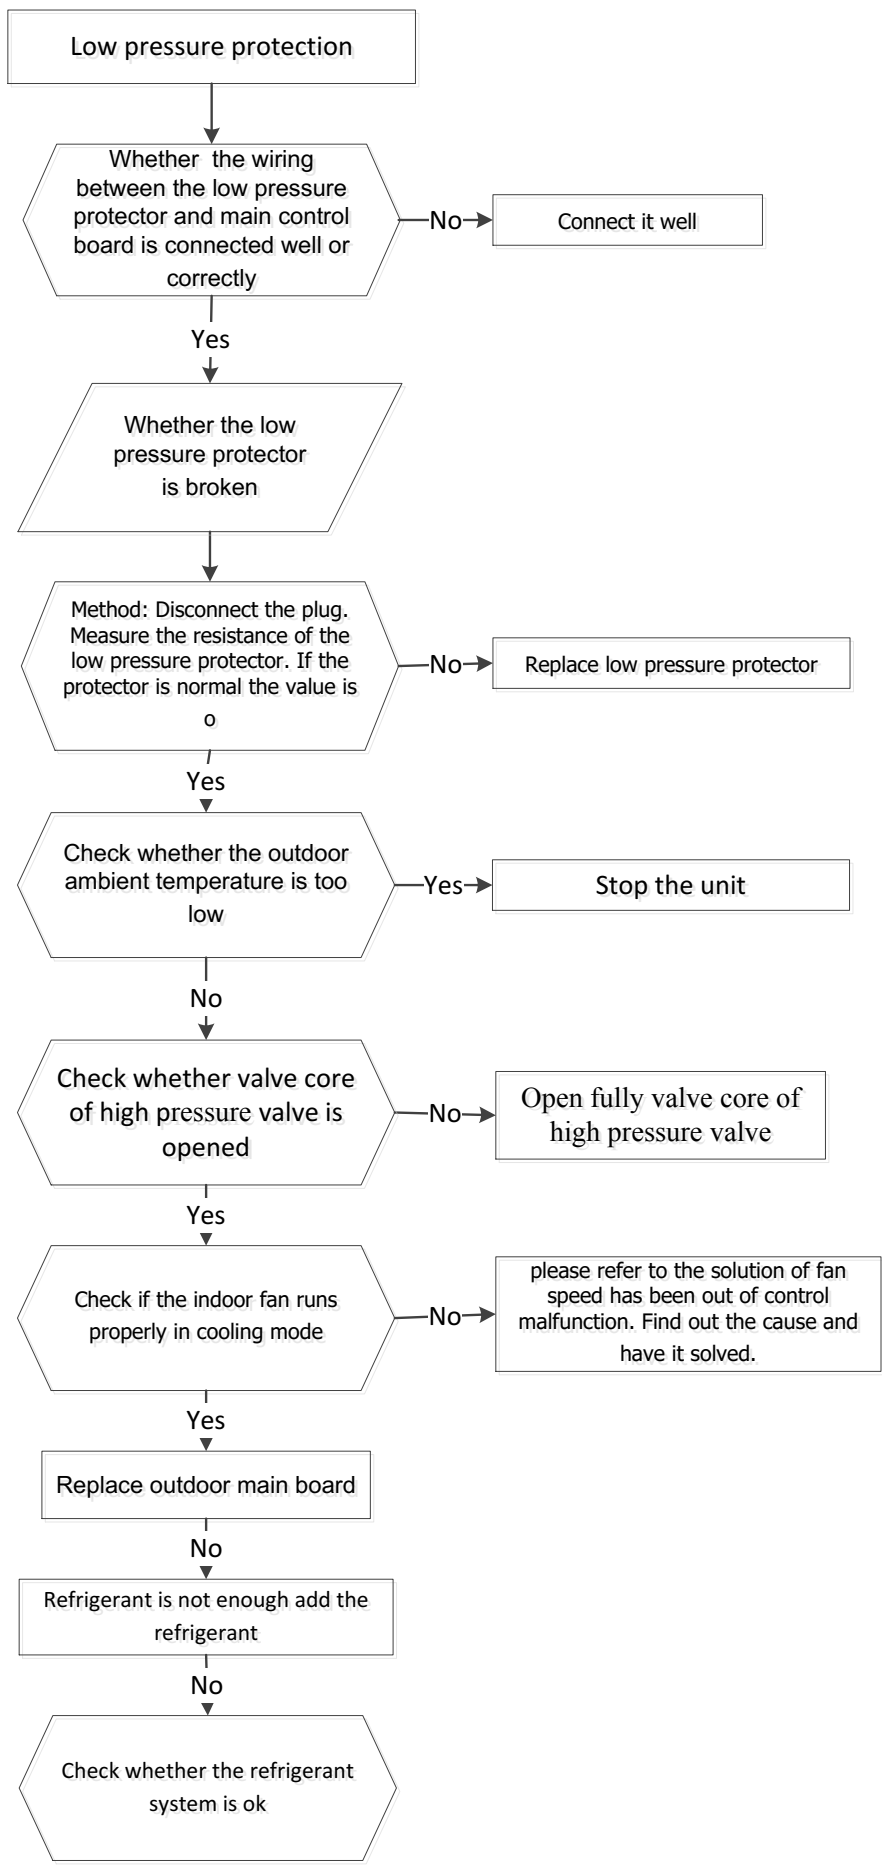 Low pressure protection
Whether the wiring
between the low pressure
protector and main control
board is connected well or
correctly
No
Connect it well
Yes
Whether the low
pressure protector
is broken
Method: Disconnect the plug.
Measure the resistance of the
low pressure protector. If the
protector is normal the value is
o
No
Replace low pressure protector
Yes
Check whether the outdoor
ambient temperature is too
low
Yes
Stop the unit
No
Check whether valve core
of high pressure valve is
opened
No
Open fully valve core of
high pressure valve
Yes
Check if the indoor fan runs
properly in cooling mode
No
please refer to the solution of fan
speed has been out of control
malfunction. Find out the cause and
have it solved.
Yes
Replace outdoor main board
No
Refrigerant is not enough add the
refrigerant
No
Check whether the refrigerant
system is ok